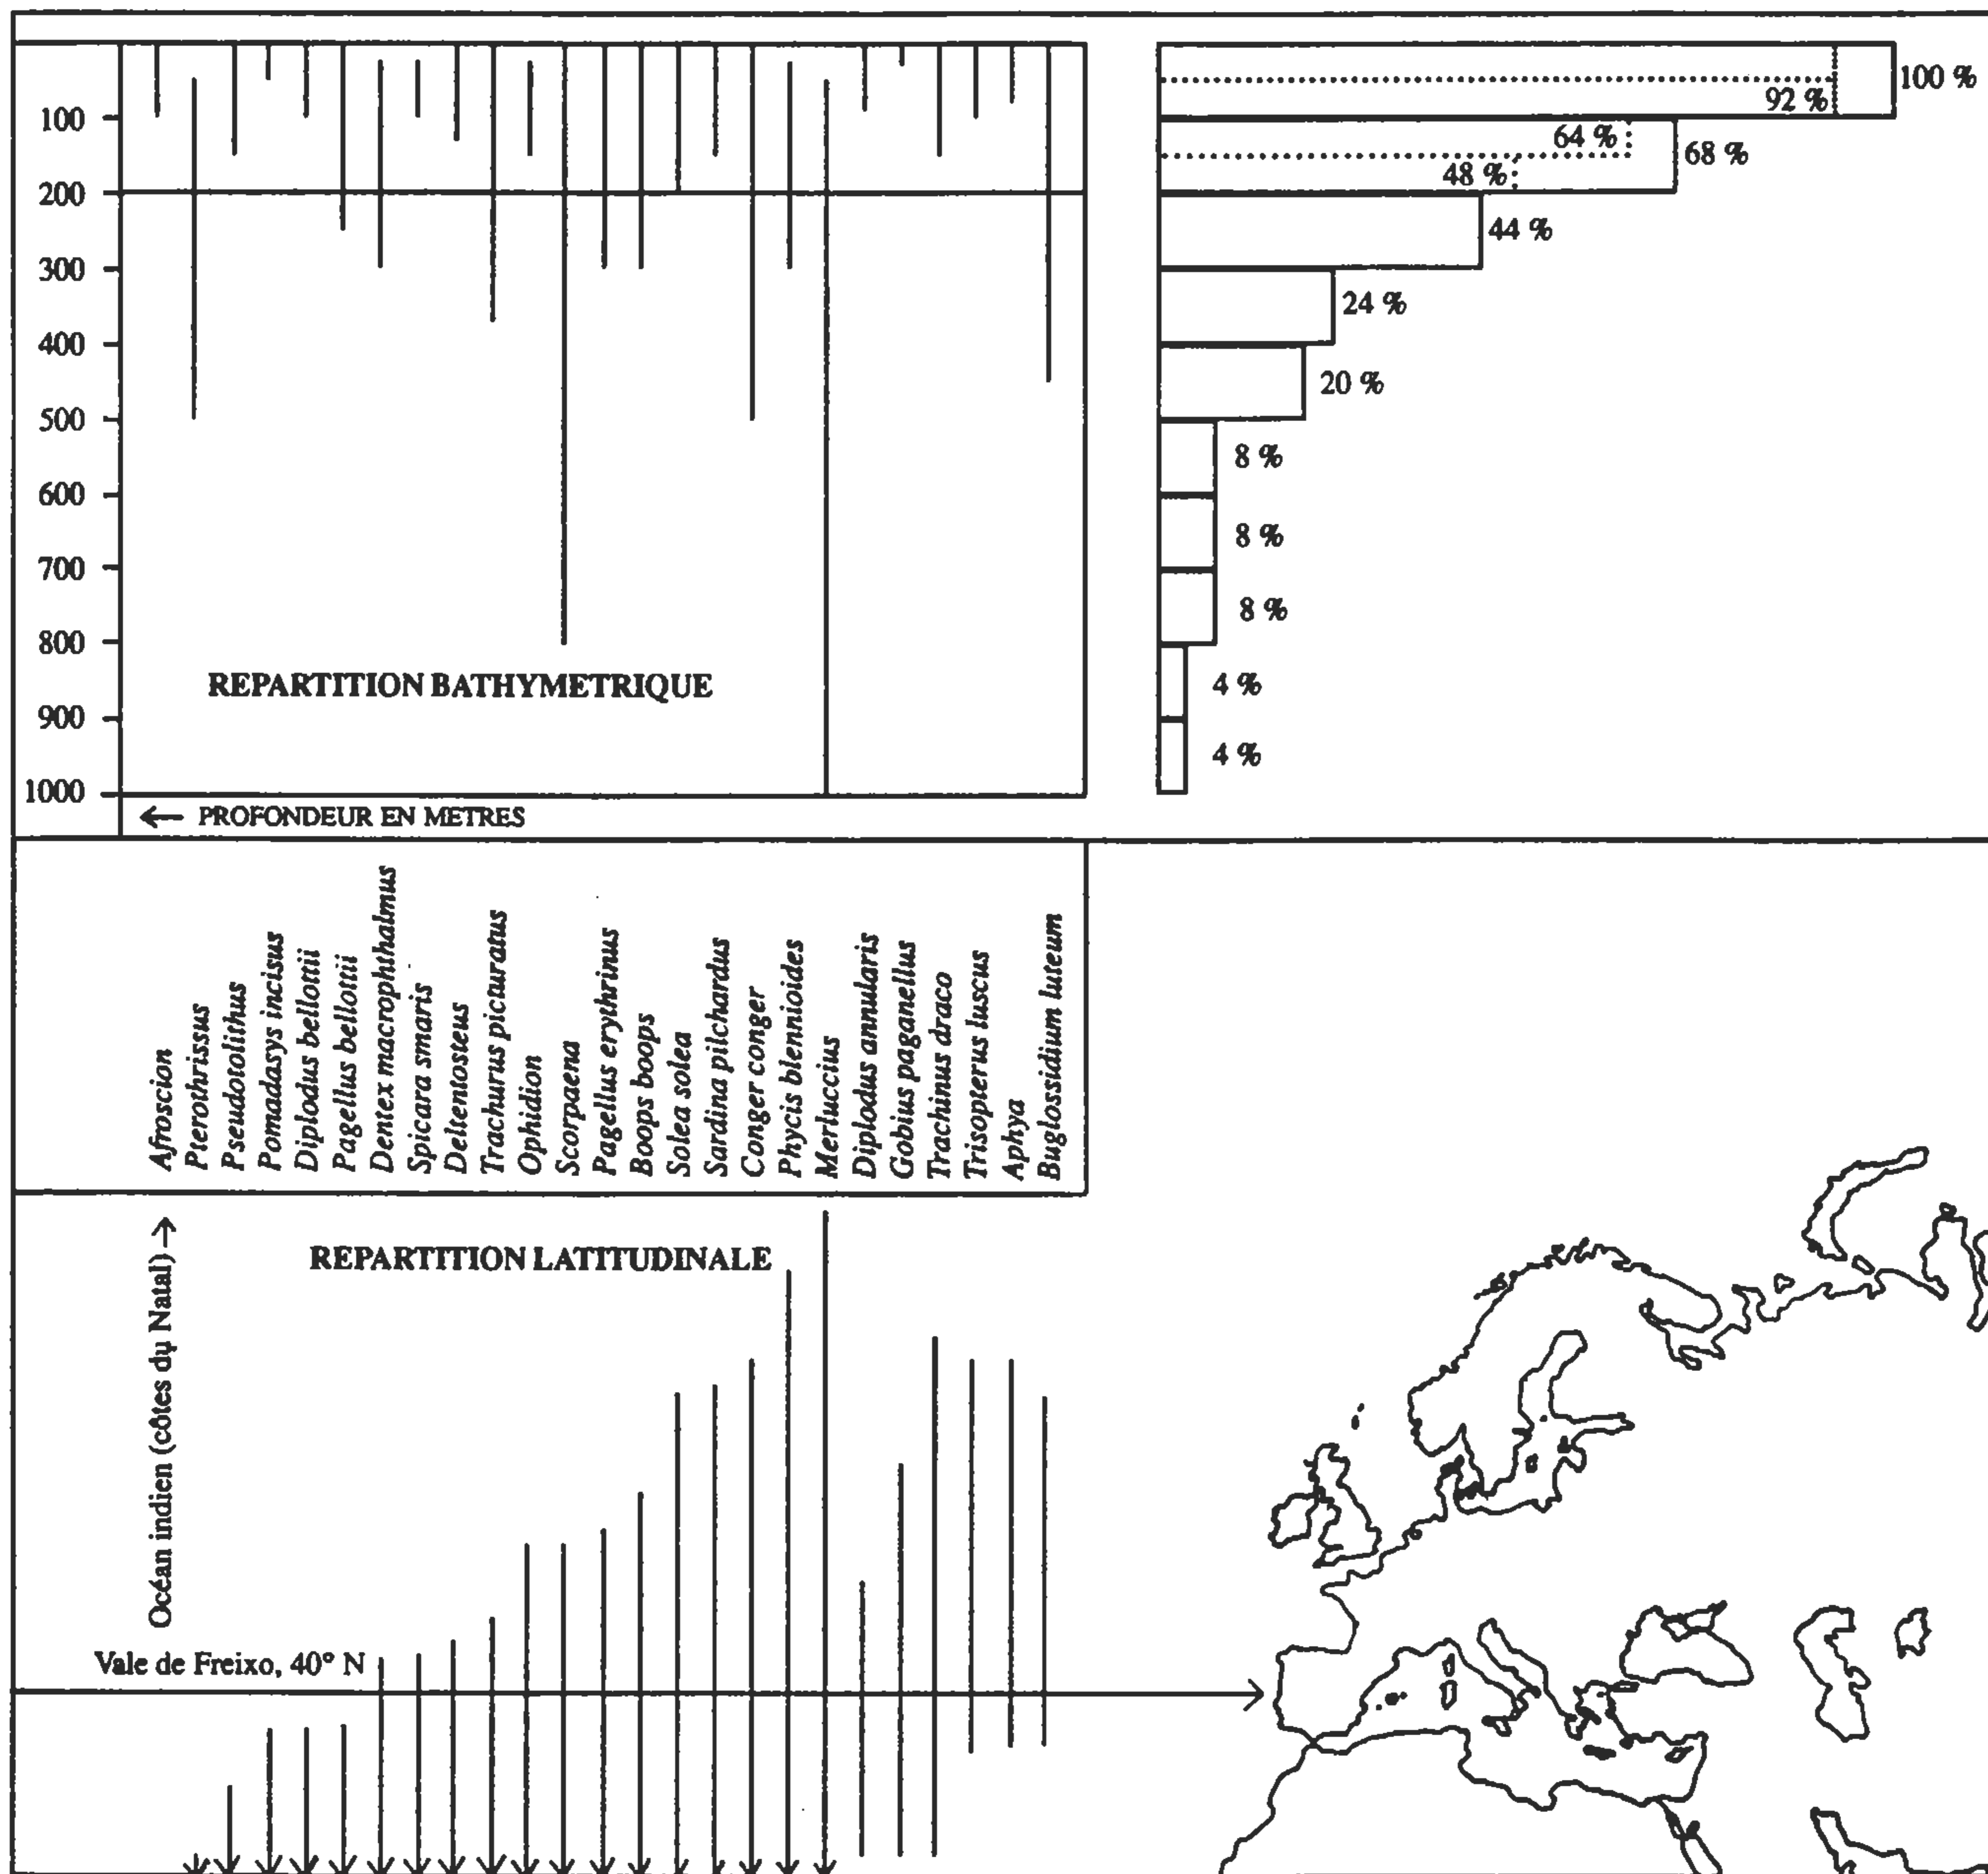 100 %
92 %
100
64 %
68 %
48 %
200
44 %
300
24 %
400
20 %
500
8 %
600
8 %
700
8 %
800
REPARTITION BATHYMETRIQUE
4 %
900
4 %
1000
← PROFONDEUR EN METRES
Afroscion
Pterothrissus
Pseudotolithus
Pomadasys incisus
Diplodus bellottii
Pagellus bellottii
Dentex macrophthalmus
Spicara smaris
Deltentosteus
Trachurus picturatus
Ophidion
Scorpaena
Pagellus erythrinus
Boops boops
Solea solea
Sardina pilchardus
Conger conger
Phycis blennioides
Merluccius
Diplodus annularis
Gobius paganellus
Trachinus draco
Trisopterus luscus
Aphya
Buglossidium luteum
Océan indien (côtes du Natal) →
REPARTITION LATITUDINALE
Vale de Freixo, 40° N